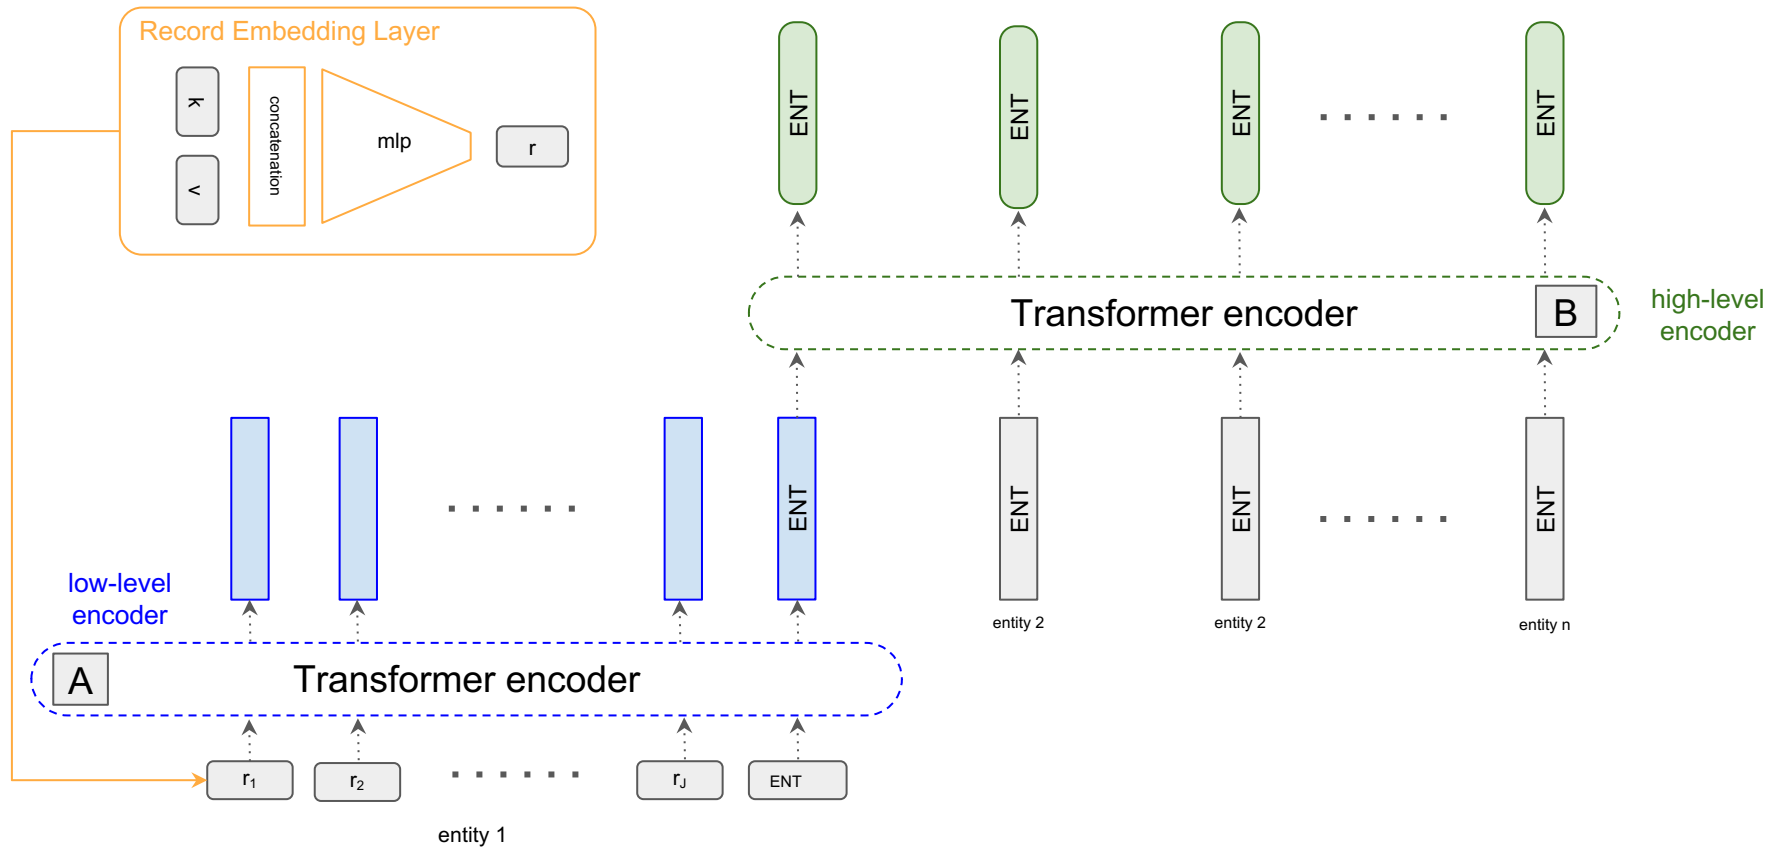 Record Embedding Layer
k
v
concatenation
mlp
r
ENT
ENT
ENT
ENT
Transformer encoder
B
high-level
encoder
ENT
ENT
ENT
ENT
entity 2
entity 2
entity n
low-level
encoder
A
Transformer encoder
r1
r2
rJ
ENT
entity 1